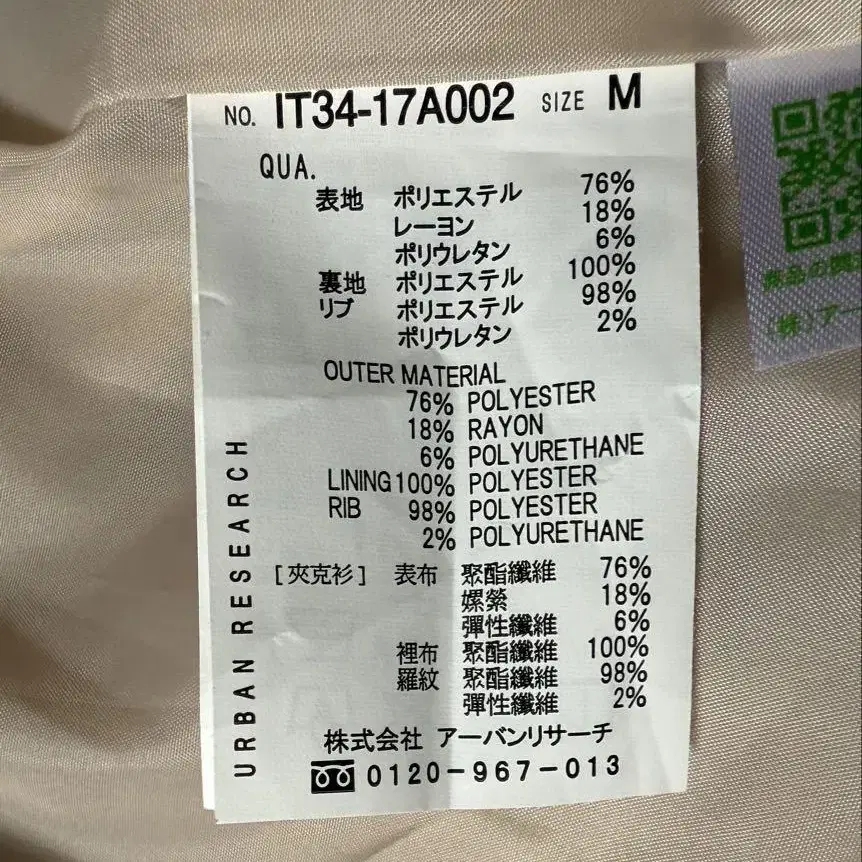 NO. IT34-17A002 SIZE M
QUA.
表地 ポリエステル 76%
レーヨン 18%
ポリウレタン 6%
裏地 ポリエステル 100%
リブ ポリエステル 98%
ポリウレタン 2%
OUTER MATERIAL
76% POLYESTER
18% RAYON
6% POLYURETHANE
LINING 100% POLYESTER
RIB 98% POLYESTER
2% POLYURETHANE
[夾克衫] 表布 聚酯纖維 76%
嫘縈 18%
彈性纖維 6%
裡布 聚酯纖維 100%
羅紋 聚酯纖維 98%
彈性纖維 2%
株式会社 アーバンリサーチ
0120-967-013
URBAN RESEARCH
商品の
(株)アー